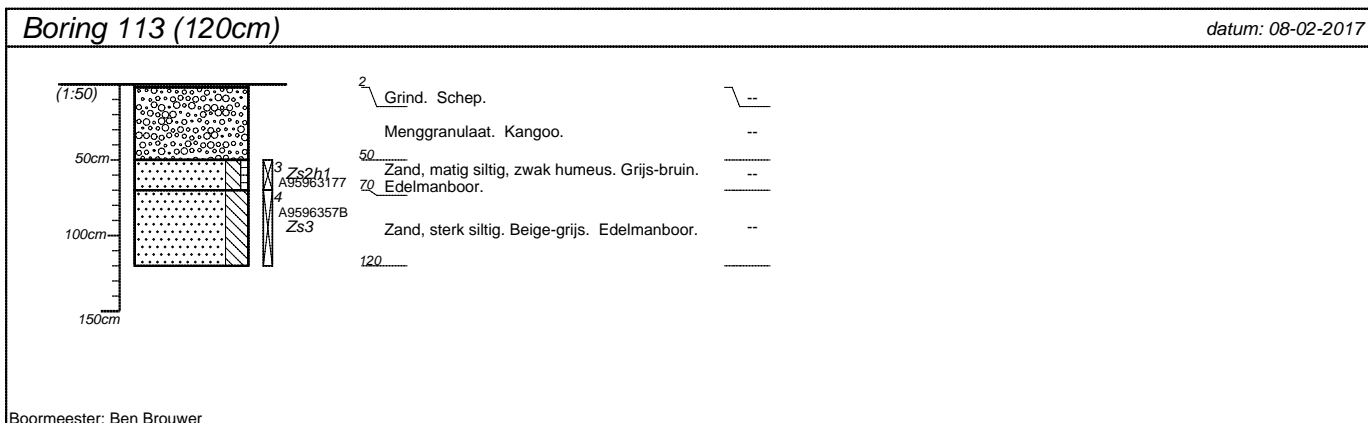 Boring 113 (120cm)
datum: 08-02-2017
(1:50)
2
Grind. Schep.
--
Menggranulaat. Kangoo.
--
50cm
50
3
Zs2h1
A95963177
Zand, matig siltig, zwak humeus. Grijs-bruin.
--
70
Edelmanboor.
4
A9596357B
Zs3
100cm
Zand, sterk siltig. Beige-grijs. Edelmanboor.
--
120
150cm
Boormeester: Ben Brouwer